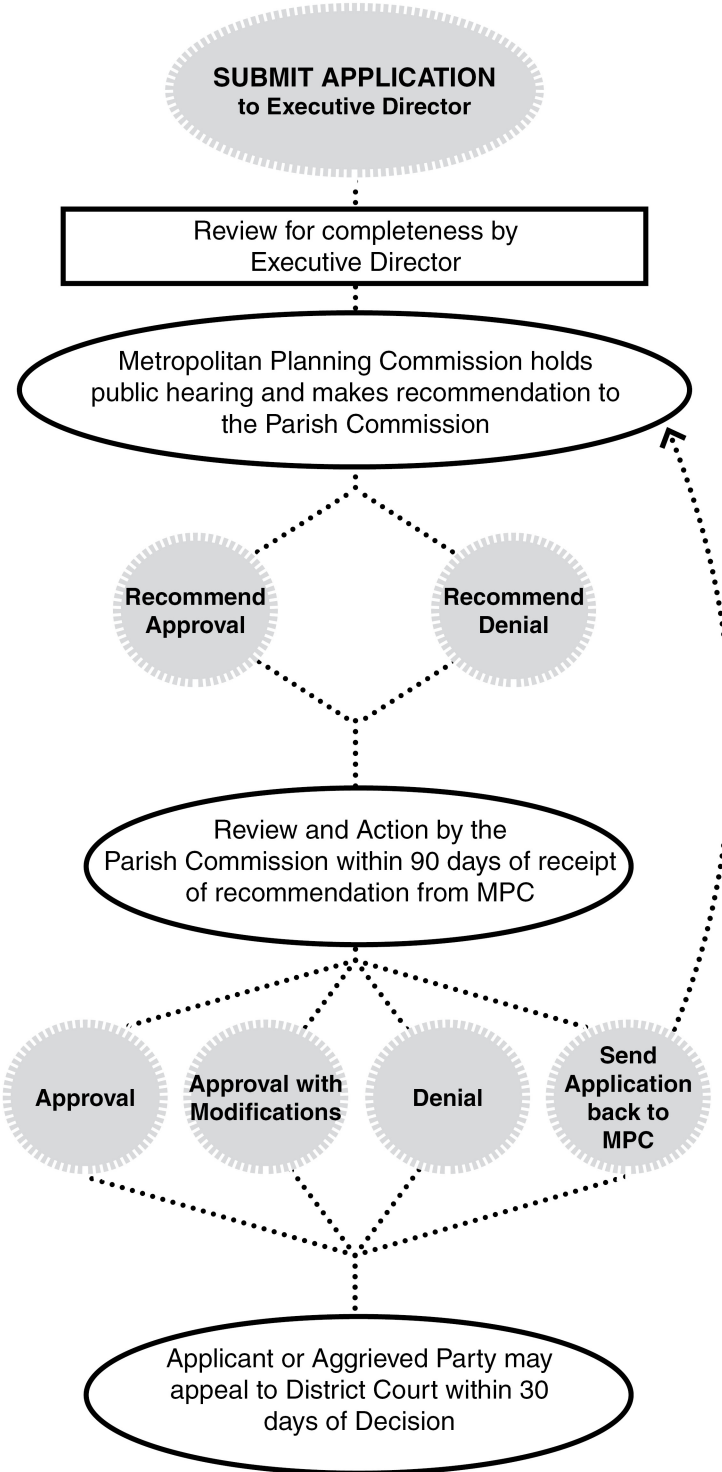 SUBMIT APPLICATION
to Executive Director
Review for completeness by
Executive Director
Metropolitan Planning Commission holds
public hearing and makes recommendation to
the Parish Commission
Recommend
Approval
Recommend
Denial
Review and Action by the
Parish Commission within 90 days of receipt
of recommendation from MPC
Approval
Approval with
Modifications
Denial
Send
Application
back to
MPC
Applicant or Aggrieved Party may
appeal to District Court within 30
days of Decision